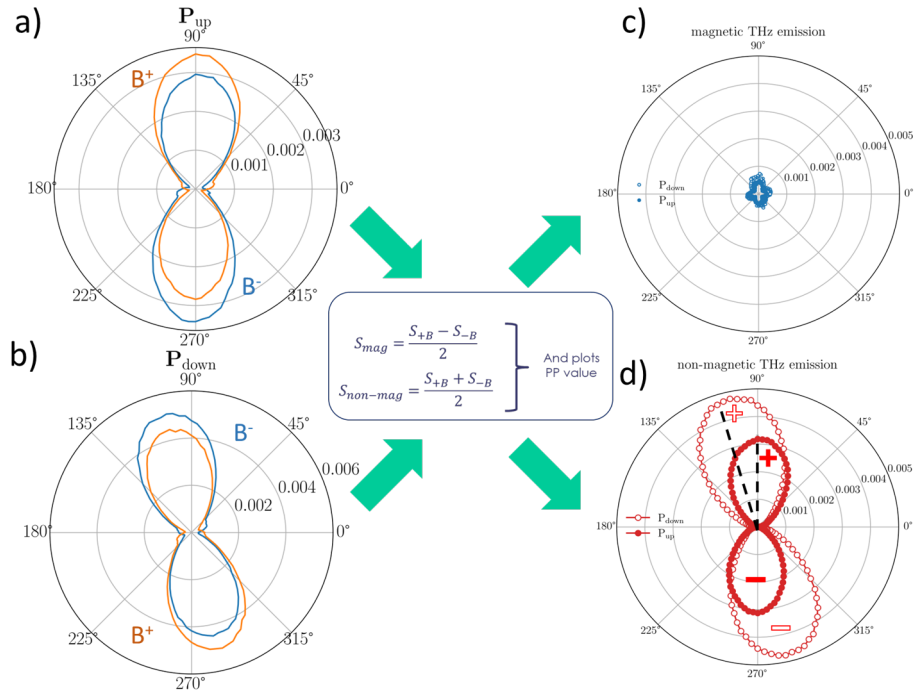 a)
P_up
90°
135°
45°
B⁺
0.003
0.002
0.001
180°
0°
B⁻
225°
315°
270°
b)
P_down
90°
135°
45°
B⁻
0.006
0.004
0.002
180°
0°
B⁺
225°
315°
270°
S_mag = (S_+B − S_−B) / 2
S_non−mag = (S_+B + S_−B) / 2
And plots
PP value
c)
magnetic THz emission
90°
135°
45°
0.005
0.004
0.003
0.002
0.001
180°
0°
P_down
P_up
225°
315°
270°
d)
non-magnetic THz emission
90°
135°
45°
+
+
0.005
0.004
0.003
0.002
0.001
180°
0°
P_down
P_up
−
−
225°
315°
270°